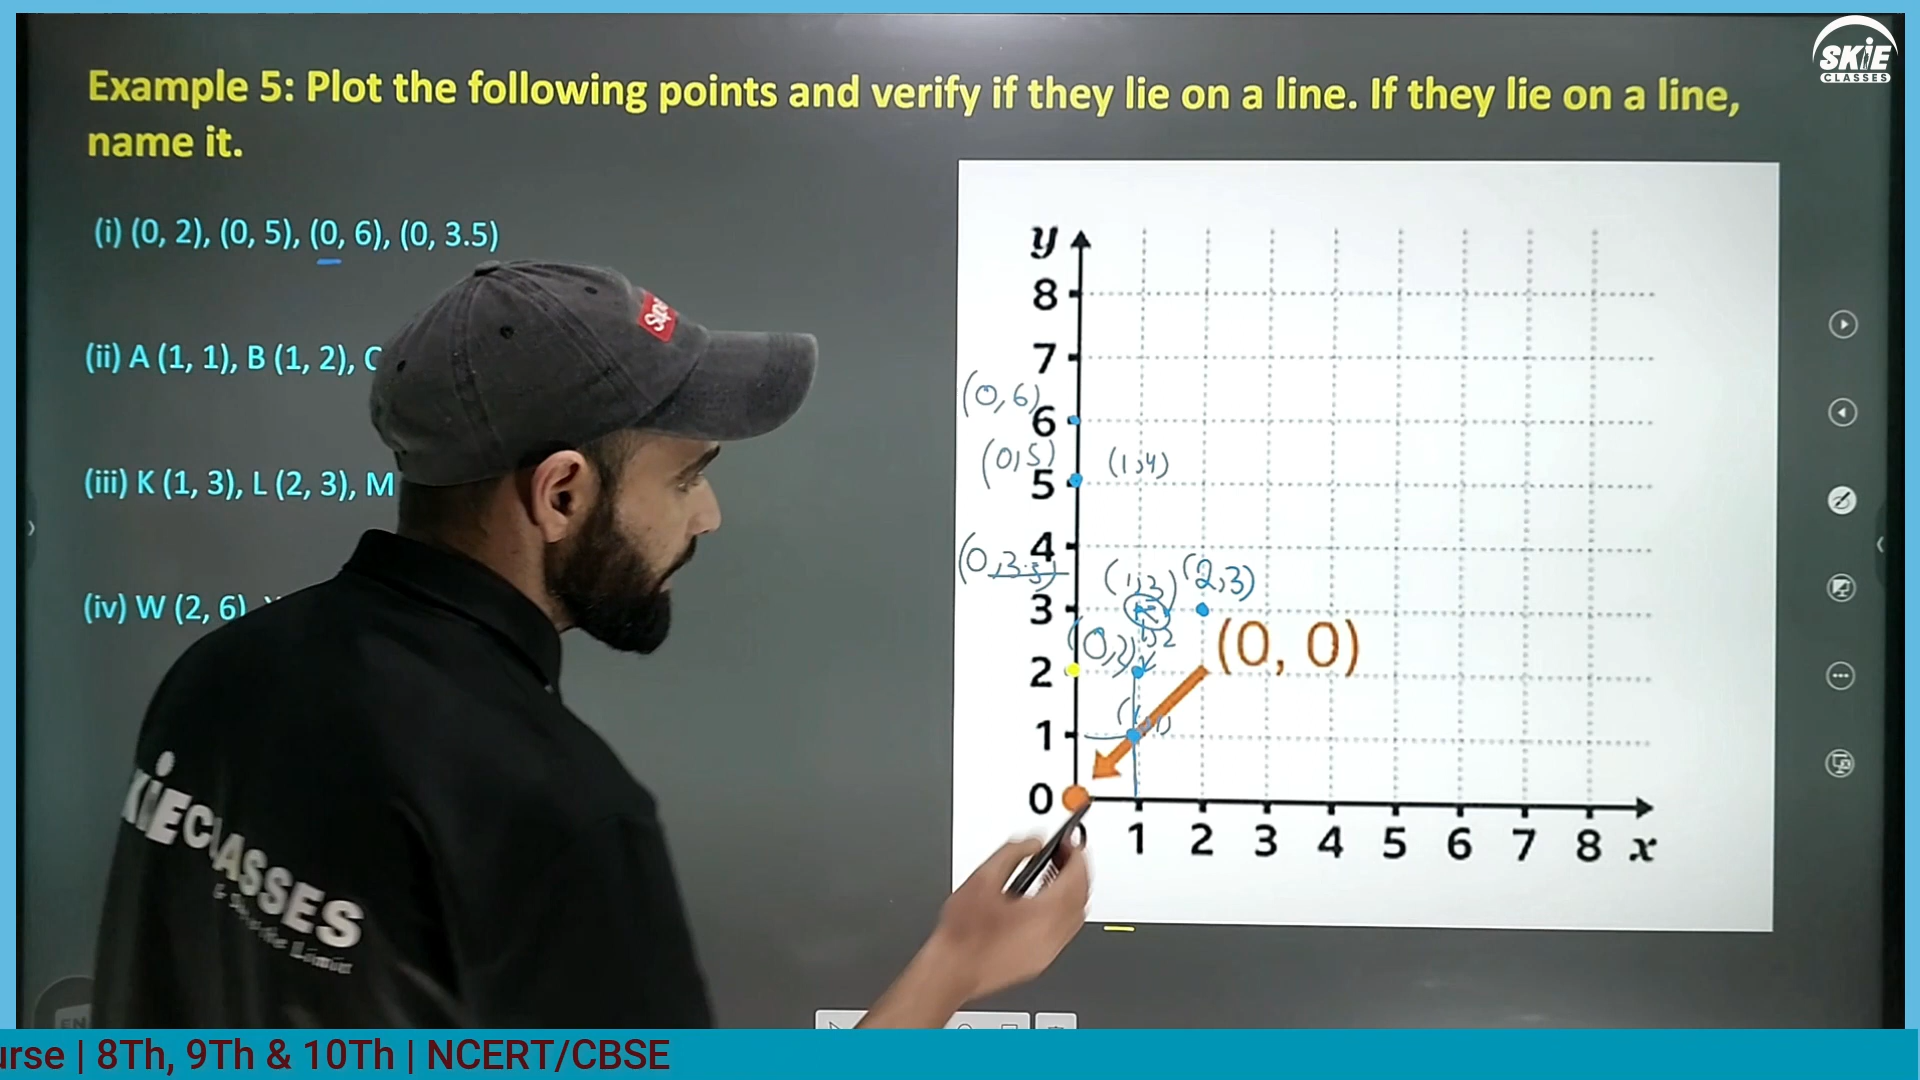 SKIE
CLASSES
Example 5: Plot the following points and verify if they lie on a line. If they lie on a line,
name it.
(i) (0, 2), (0, 5), (0, 6), (0, 3.5)
(ii) A (1, 1), B (1, 2), C
(iii) K (1, 3), L (2, 3), M
(iv) W (2, 6)
y
8
7
(0,6)
6
(0,5) (1,4)
5
4
(0,3.5) (1,3) (2,3)
3
(0,2)
(0, 0)
2
1
0
1 2 3 4 5 6 7 8 x
KIE CLASSES
EN
urse | 8Th, 9Th & 10Th | NCERT/CBSE